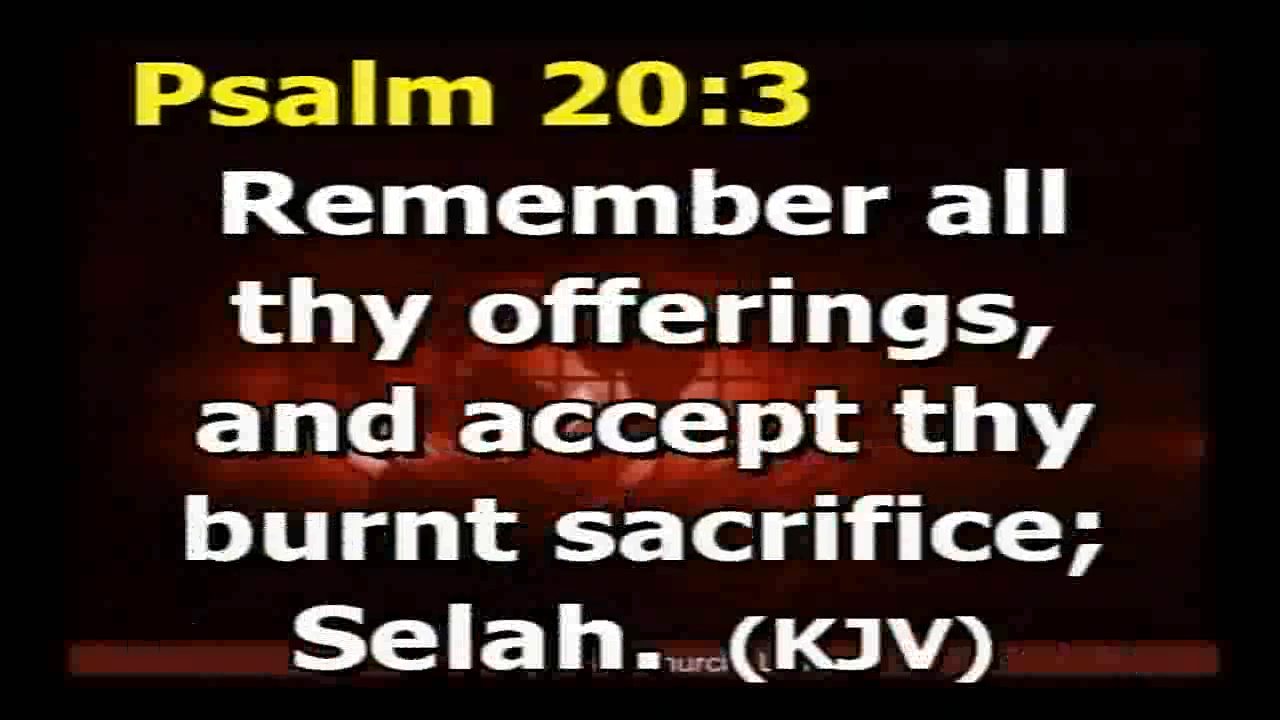 Psalm 20:3
Remember all
thy offerings,
and accept thy
burnt sacrifice;
Selah. (KJV)